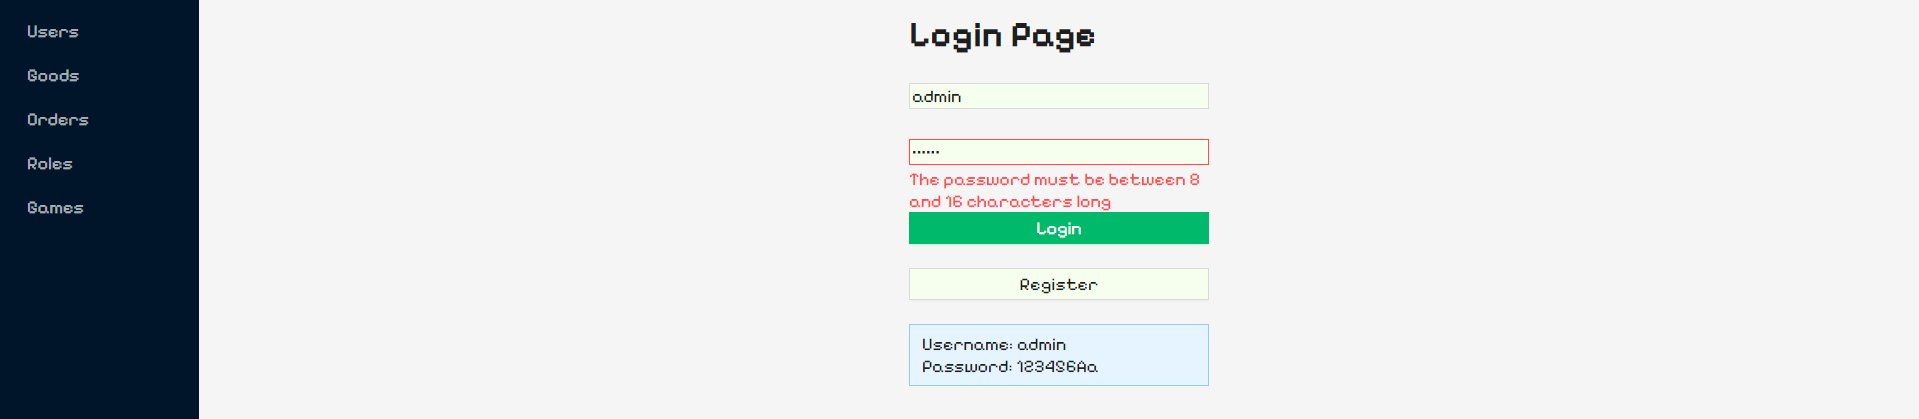 Users
Goods
Orders
Roles
Games
Login Page
admin
••••••
The password must be between 8
and 16 characters long
Login
Register
Username: admin
Password: 123456Aa